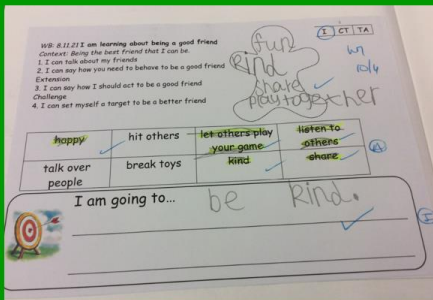 WB: 8.11.21 I am learning about being a good friend
Context: Being the best friend that I can be.
1. I can talk about my friends
2. I can say how you need to behave to be a good friend
Extension
3. I can say how I should act to be a good friend
Challenge
4. I can set myself a target to be a better friend
I CT TA
10/4
fun
kind
share
play together
happy
hit others
let others play your game
listen to others
talk over people
break toys
kind
share
A
I am going to... be kind.
I